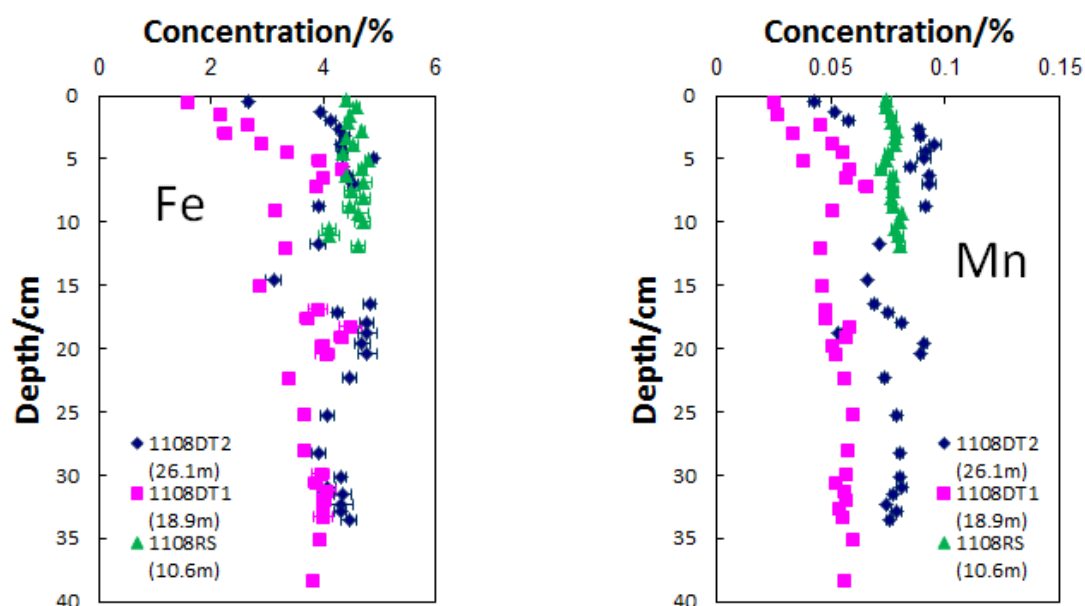 Concentration/%
0 2 4 6
0
5
10
15
20
25
30
35
40
Depth/cm
Fe
1108DT2
(26.1m)
1108DT1
(18.9m)
1108RS
(10.6m)
Concentration/%
0 0.05 0.1 0.15
0
5
10
15
20
25
30
35
40
Depth/cm
Mn
1108DT2
(26.1m)
1108DT1
(18.9m)
1108RS
(10.6m)